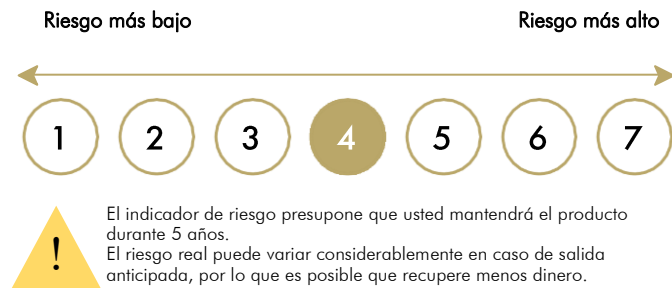 Riesgo más bajo Riesgo más alto
1 2 3 4 5 6 7
!
El indicador de riesgo presupone que usted mantendrá el producto
durante 5 años.
El riesgo real puede variar considerablemente en caso de salida
anticipada, por lo que es posible que recupere menos dinero.